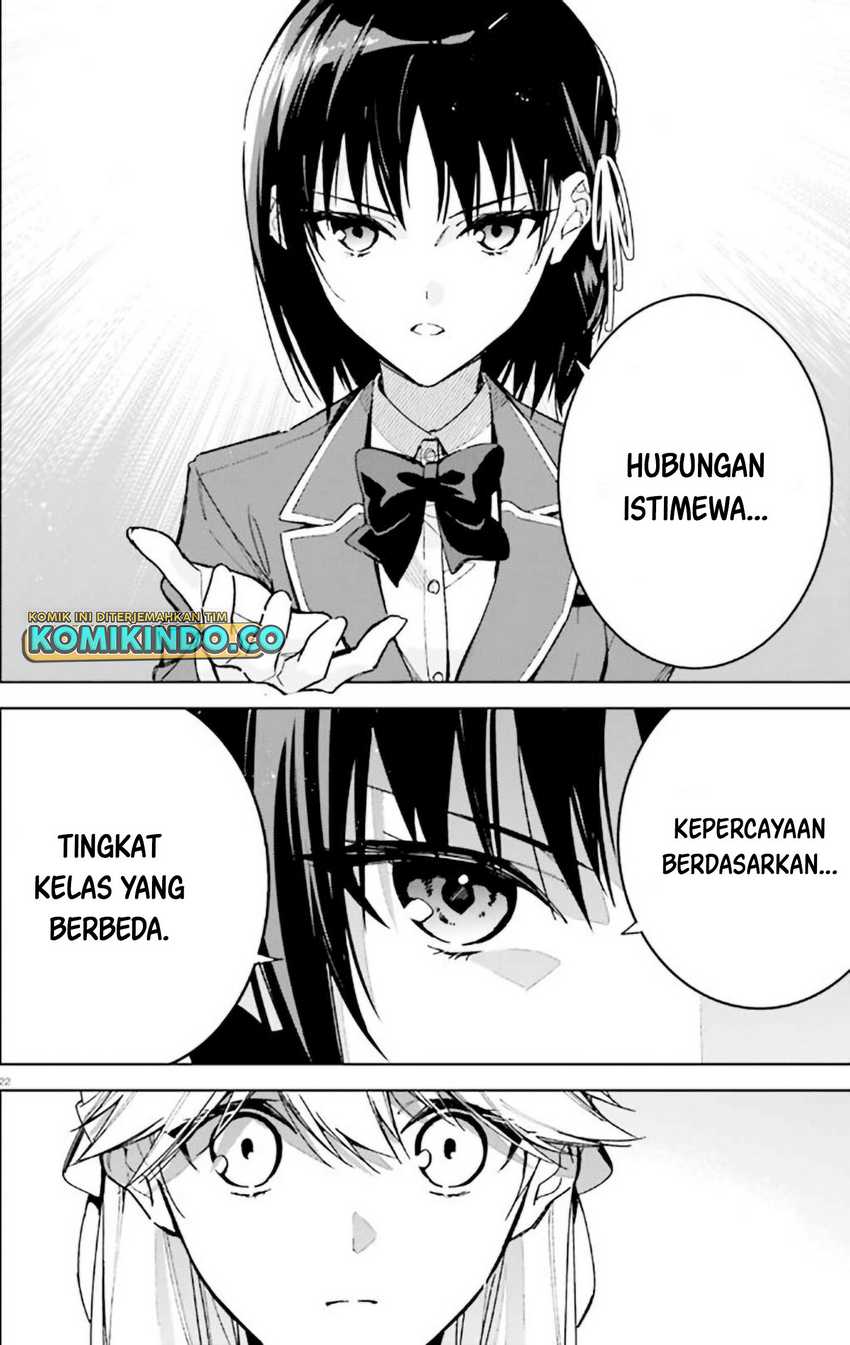 HUBUNGAN
ISTIMEWA...
KOMIK INI DITERJEMAHKAN TIM
KOMIKINDO.CO
KEPERCAYAAN
BERDASARKAN...
TINGKAT
KELAS YANG
BERBEDA.
22